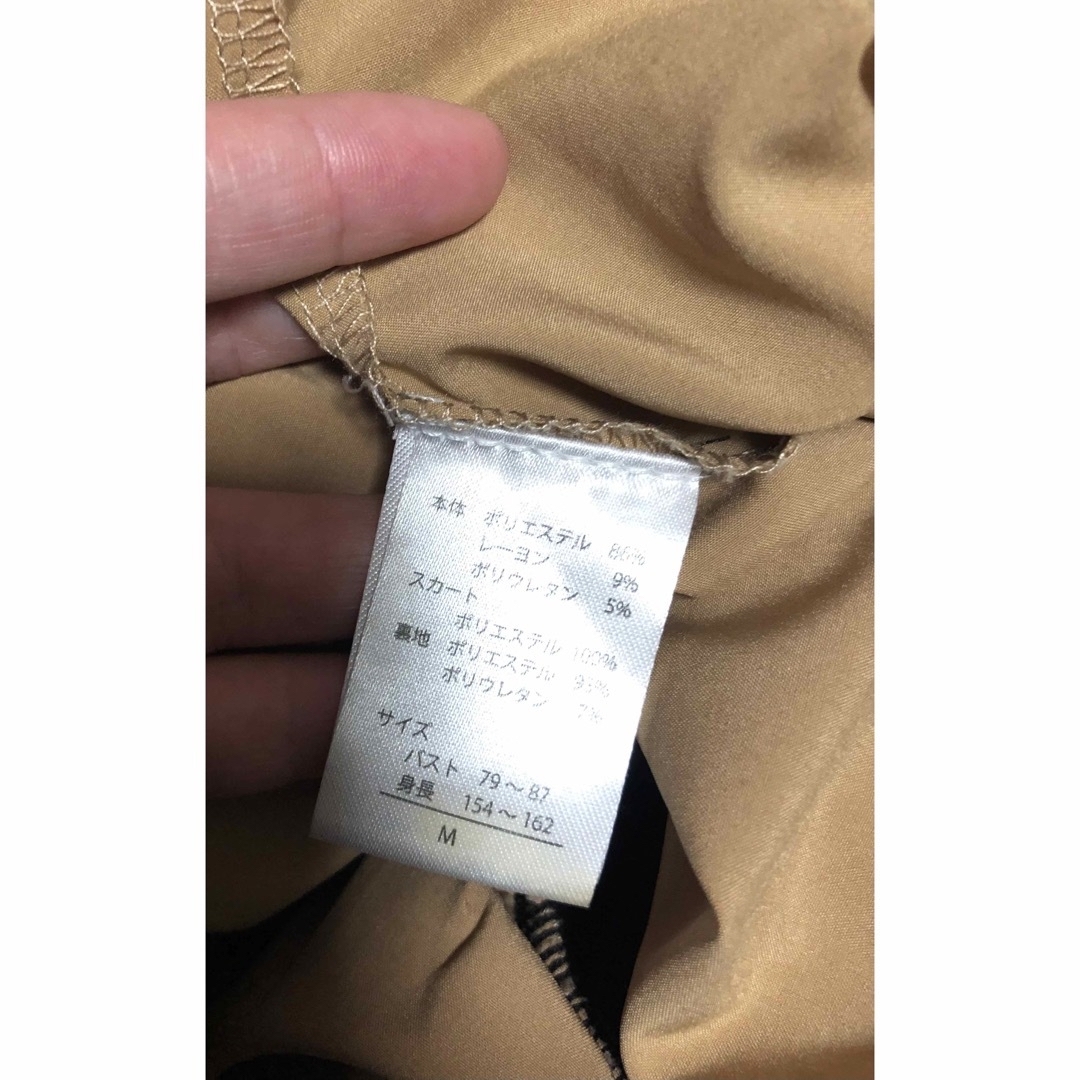 本体 ポリエステル 86%
レーヨン 9%
ポリウレタン 5%
スカート
ポリエステル 100%
裏地 ポリエステル 93%
ポリウレタン 7%
サイズ
バスト 79〜87
身長 154〜162
M